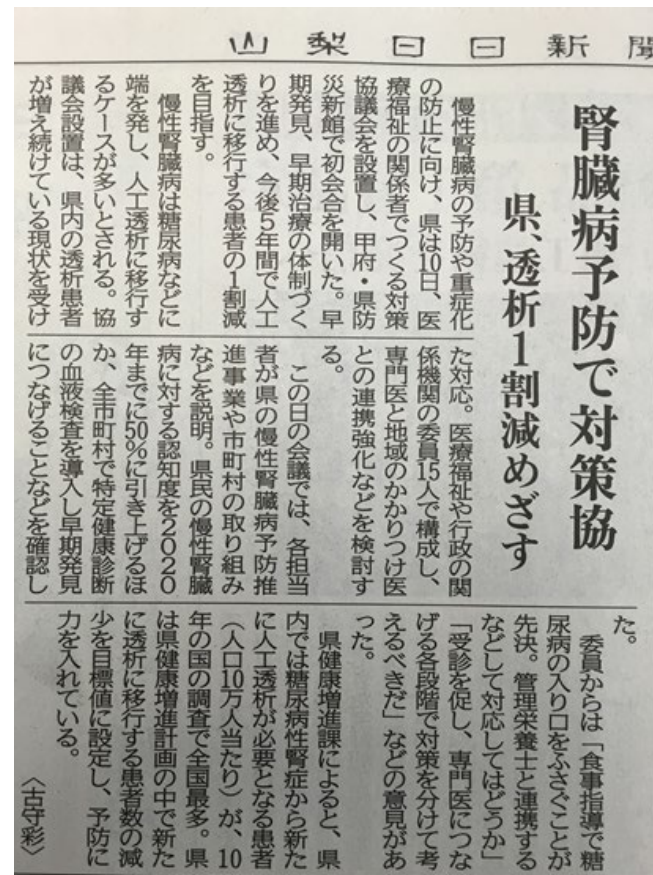 山梨日日新聞
腎臓病予防で対策協
県、透析1割減めざす
慢性腎臓病の予防や重症化
の防止に向け、県は10日、医
療福祉の関係者でつくる対策
協議会を設置し、甲府・県防
災新館で初会合を開いた。早
期発見、早期治療の体制づく
りを進め、今後5年間で人工
透析に移行する患者の1割減
を目指す。
慢性腎臓病は糖尿病などに
端を発し、人工透析に移行す
るケースが多いとされる。協
議会設置は、県内の透析患者
が増え続けている現状を受け
た対応。医療福祉や行政の関
係機関の委員15人で構成し、
専門医と地域のかかりつけ医
との連携強化などを検討す
る。
この日の会議では、各担当
者が県の慢性腎臓病予防推
進事業や市町村の取り組み
などを説明。県民の慢性腎臓
病に対する認知度を2020
年までに50%に引き上げるほ
か、全市町村で特定健康診断
の血液検査を導入し早期発見
につなげることなどを確認し
た。
委員からは「食事指導で糖
尿病の入り口をふさぐことが
先決。管理栄養士と連携する
などして対応してはどうか」
「受診を促し、専門医につな
げる各段階で対策を分けて考
えるべきだ」などの意見があ
った。
県健康増進課によると、県
内では糖尿病性腎症から新た
に人工透析が必要となる患者
(人口10万人当たり)が、10
年の国の調査で全国最多。県
は県健康増進計画の中で新た
に透析に移行する患者数の減
少を目標値に設定し、予防に
力を入れている。
〈古守彩〉